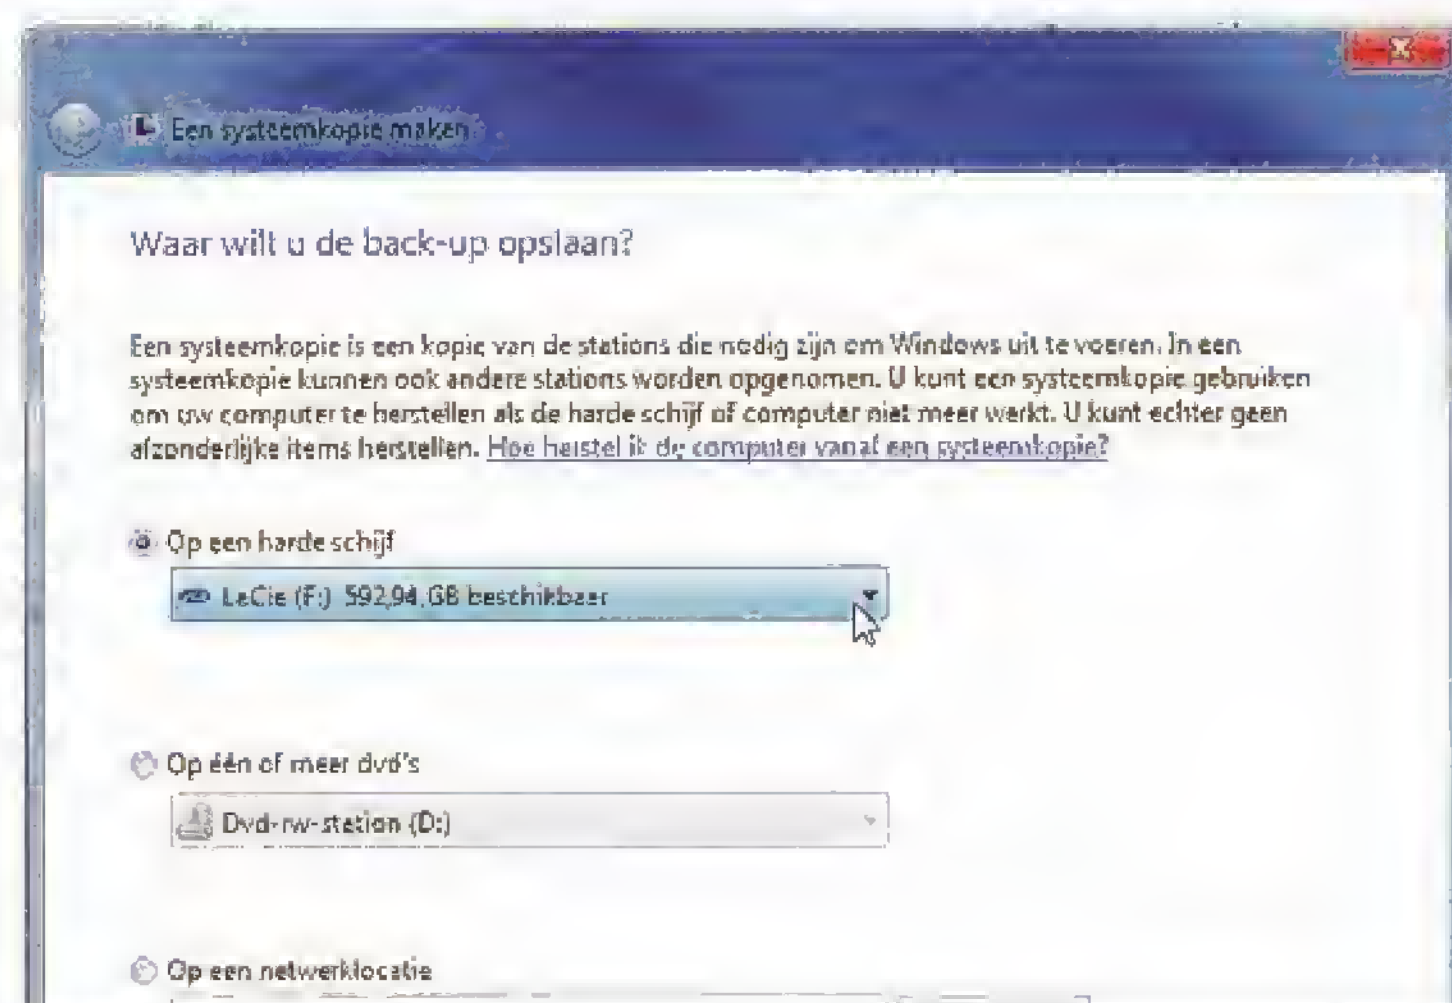 Een systeemkopie maken
Waar wilt u de back-up opslaan?
Een systeemkopie is een kopie van de stations die nodig zijn om Windows uit te voeren. In een
systeemkopie kunnen ook andere stations worden opgenomen. U kunt een systeemkopie gebruiken
om uw computer te herstellen als de harde schijf of computer niet meer werkt. U kunt echter geen
afzonderlijke items herstellen. Hoe herstel ik de computer vanaf een systeemkopie?
Op een harde schijf
LaCie (F:) 592,94 GB beschikbaar
Op één of meer dvd's
Dvd-rw-station (D:)
Op een netwerklocatie